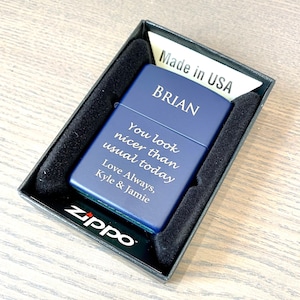 Made in USA
BRIAN
You look
nicer than
usual today
Love Always,
Kyle & Jamie
zippo